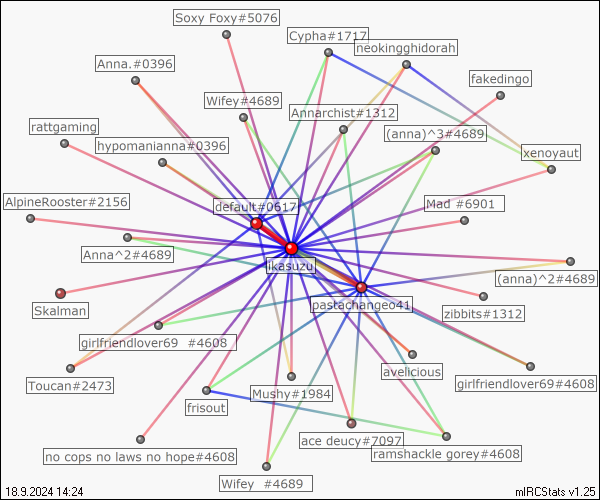 Soxy Foxy#5076
Cypha#1717
neokingghidorah
Anna.#0396
fakedingo
Wifey#4689
Annarchist#1312
rattgaming
(anna)^3#4689
hypomanianna#0396
xenoyaut
AlpineRooster#2156
default#0617
Mad #6901
Anna^2#4689
ikasuzu
(anna)^2#4689
Skalman
pastachangeo41
zibbits#1312
girlfriendlover69 #4608
avelicious
Toucan#2473
girlfriendlover69#4608
Mushy#1984
frisout
ace deucy#7097
no cops no laws no hope#4608
ramshackle gorey#4608
Wifey #4689
18.9.2024 14:24
mIRCStats v1.25